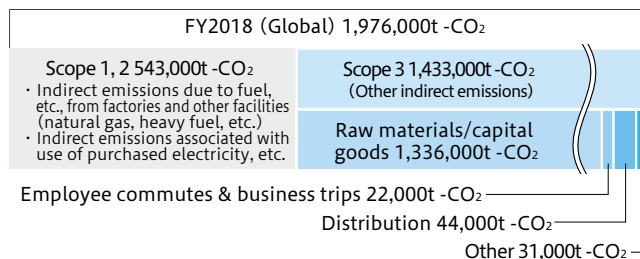 FY2018 (Global) 1,976,000t -CO₂
Scope 1, 2 543,000t -CO₂
・Indirect emissions due to fuel,
etc., from factories and other facilities
(natural gas, heavy fuel, etc.)
・Indirect emissions associated with
use of purchased electricity, etc.
Scope 3 1,433,000t -CO₂
(Other indirect emissions)
Raw materials/capital
goods 1,336,000t -CO₂
Employee commutes & business trips 22,000t -CO₂
Distribution 44,000t -CO₂
Other 31,000t -CO₂